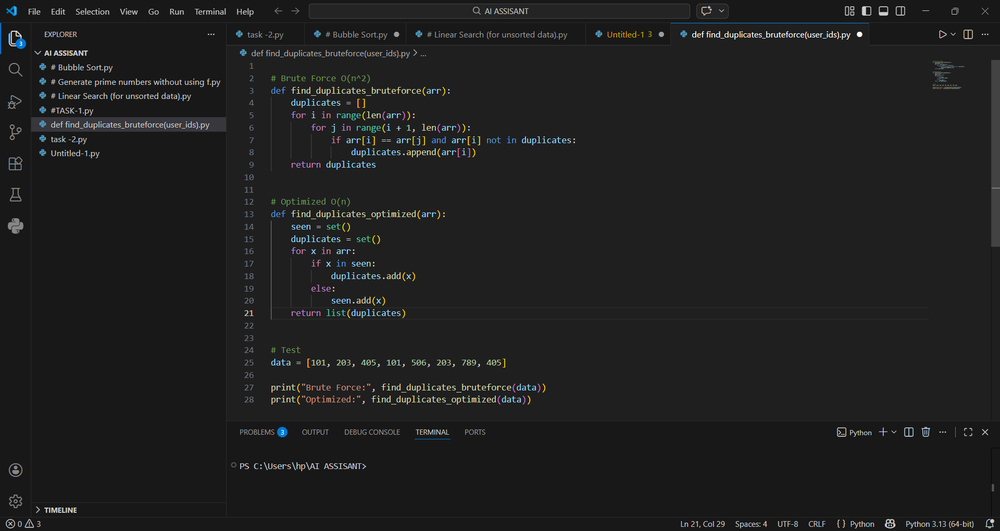 File Edit Selection View Go Run Terminal Help
AI ASSISANT
EXPLORER
AI ASSISANT
# Bubble Sort.py
# Generate prime numbers without using f.py
# Linear Search (for unsorted data).py
#TASK-1.py
def find_duplicates_bruteforce(user_ids).py
task -2.py
Untitled-1.py
TIMELINE
3
task -2.py # Bubble Sort.py # Linear Search (for unsorted data).py Untitled-1 3 def find_duplicates_bruteforce(user_ids).py
def find_duplicates_bruteforce(user_ids).py > ...
1
2 # Brute Force O(n^2)
3 def find_duplicates_bruteforce(arr):
4     duplicates = []
5     for i in range(len(arr)):
6         for j in range(i + 1, len(arr)):
7             if arr[i] == arr[j] and arr[i] not in duplicates:
8                 duplicates.append(arr[i])
9     return duplicates
10
11
12 # Optimized O(n)
13 def find_duplicates_optimized(arr):
14     seen = set()
15     duplicates = set()
16     for x in arr:
17         if x in seen:
18             duplicates.add(x)
19         else:
20             seen.add(x)
21     return list(duplicates)
22
23
24 # Test
25 data = [101, 203, 405, 101, 506, 203, 789, 405]
26
27 print("Brute Force:", find_duplicates_bruteforce(data))
28 print("Optimized:", find_duplicates_optimized(data))
PROBLEMS 3 OUTPUT DEBUG CONSOLE TERMINAL PORTS
Python
PS C:\Users\hp\AI ASSISANT>
0 3
Ln 21, Col 29 Spaces: 4 UTF-8 CRLF { } Python Python 3.13 (64-bit)